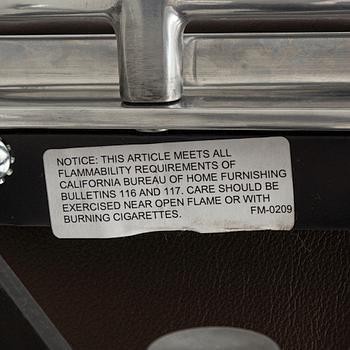 NOTICE: THIS ARTICLE MEETS ALL
FLAMMABILITY REQUIREMENTS OF
CALIFORNIA BUREAU OF HOME FURNISHING
BULLETINS 116 AND 117. CARE SHOULD BE
EXERCISED NEAR OPEN FLAME OR WITH
BURNING CIGARETTES. FM-0209